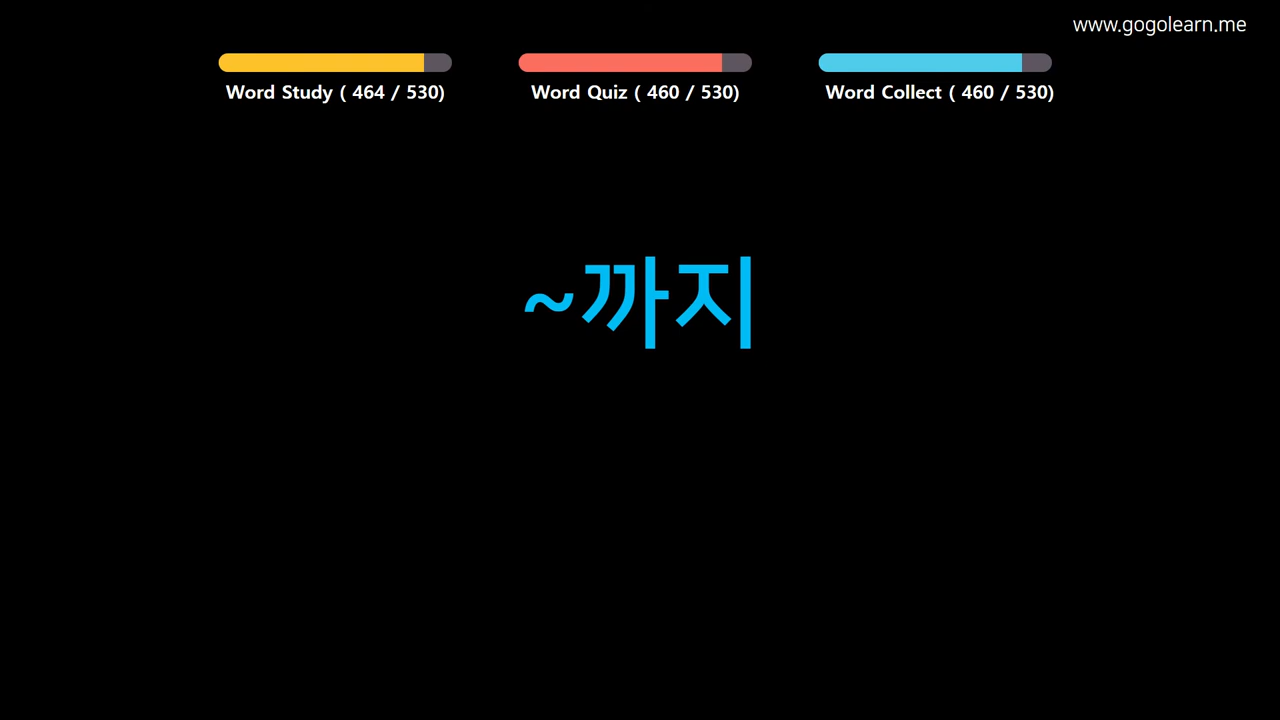 www.gogolearn.me
Word Study ( 464 / 530)
Word Quiz ( 460 / 530)
Word Collect ( 460 / 530)
~까지